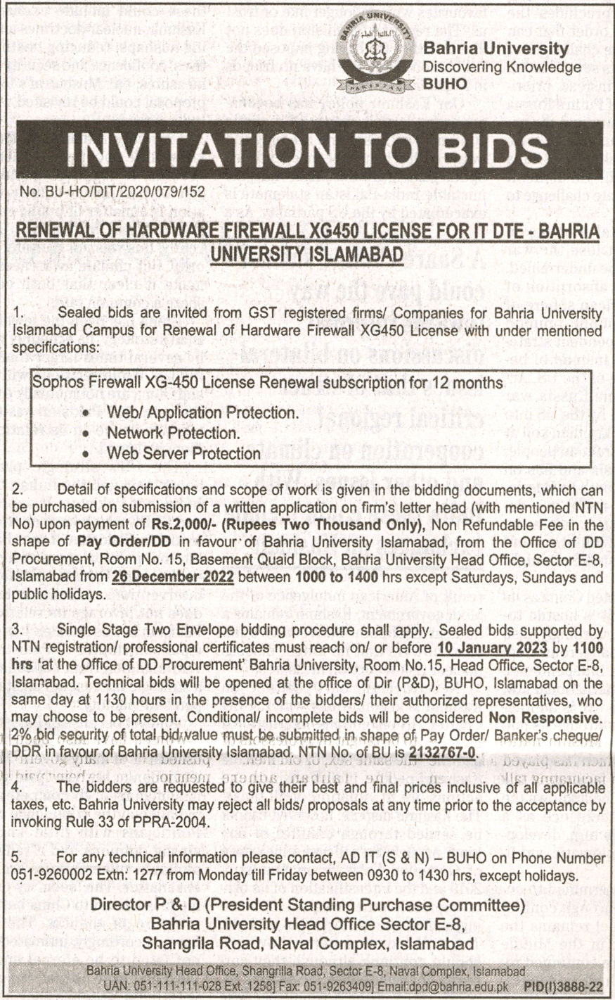 BAHRIA UNIVERSITY
PAKISTAN
Bahria University
Discovering Knowledge
BUHO
INVITATION TO BIDS
No. BU-HO/DIT/2020/079/152
RENEWAL OF HARDWARE FIREWALL XG450 LICENSE FOR IT DTE - BAHRIA
UNIVERSITY ISLAMABAD
1. Sealed bids are invited from GST registered firms/ Companies for Bahria University
Islamabad Campus for Renewal of Hardware Firewall XG450 License with under mentioned
specifications:
Sophos Firewall XG-450 License Renewal subscription for 12 months
• Web/ Application Protection.
• Network Protection.
• Web Server Protection
2. Detail of specifications and scope of work is given in the bidding documents, which can
be purchased on submission of a written application on firm's letter head (with mentioned NTN
No) upon payment of Rs.2,000/- (Rupees Two Thousand Only), Non Refundable Fee in the
shape of Pay Order/DD in favour of Bahria University Islamabad, from the Office of DD
Procurement, Room No. 15, Basement Quaid Block, Bahria University Head Office, Sector E-8,
Islamabad from 26 December 2022 between 1000 to 1400 hrs except Saturdays, Sundays and
public holidays.
3. Single Stage Two Envelope bidding procedure shall apply. Sealed bids supported by
NTN registration/ professional certificates must reach on/ or before 10 January 2023 by 1100
hrs 'at the Office of DD Procurement' Bahria University, Room No.15, Head Office, Sector E-8,
Islamabad. Technical bids will be opened at the office of Dir (P&D), BUHO, Islamabad on the
same day at 1130 hours in the presence of the bidders/ their authorized representatives, who
may choose to be present. Conditional/ incomplete bids will be considered Non Responsive.
2% bid security of total bid value must be submitted in shape of Pay Order/ Banker's cheque/
DDR in favour of Bahria University Islamabad. NTN No. of BU is 2132767-0.
4. The bidders are requested to give their best and final prices inclusive of all applicable
taxes, etc. Bahria University may reject all bids/ proposals at any time prior to the acceptance by
invoking Rule 33 of PPRA-2004.
5. For any technical information please contact, AD IT (S & N) – BUHO on Phone Number
051-9260002 Extn: 1277 from Monday till Friday between 0930 to 1430 hrs, except holidays.
Director P & D (President Standing Purchase Committee)
Bahria University Head Office Sector E-8,
Shangrila Road, Naval Complex, Islamabad
Bahria University Head Office, Shangrilla Road, Sector E-8, Naval Complex, Islamabad
UAN: 051-111-111-028 Ext. 1258] Fax: 051-9263409] Email:dpd@bahria.edu.pk PID(I)3888-22